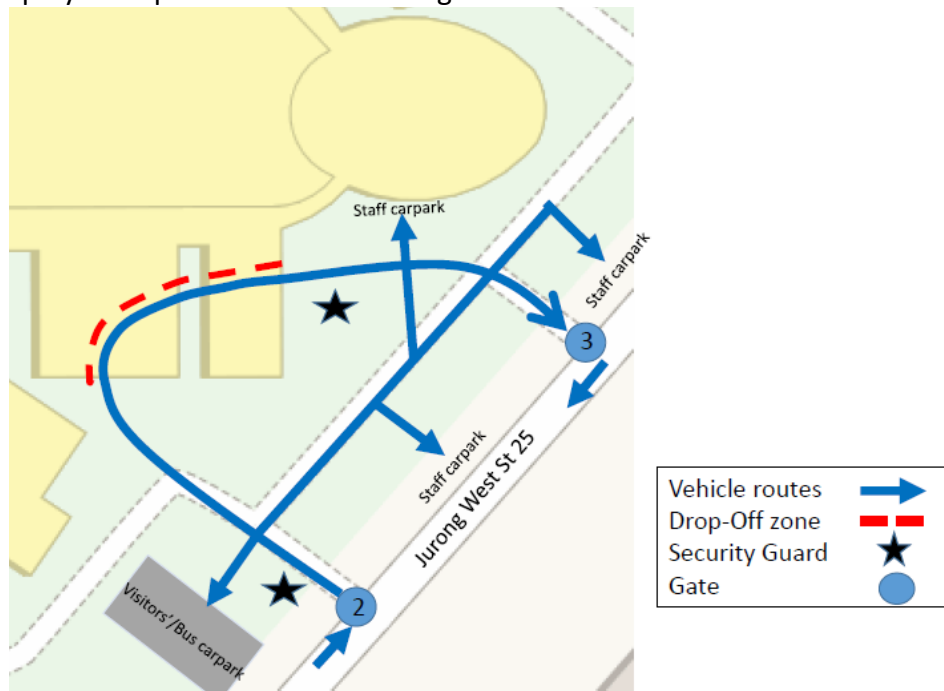 Staff carpark
Staff carpark
3
Staff carpark
Jurong West St 25
2
Visitors'/Bus carpark
Vehicle routes
Drop-Off zone
Security Guard
Gate